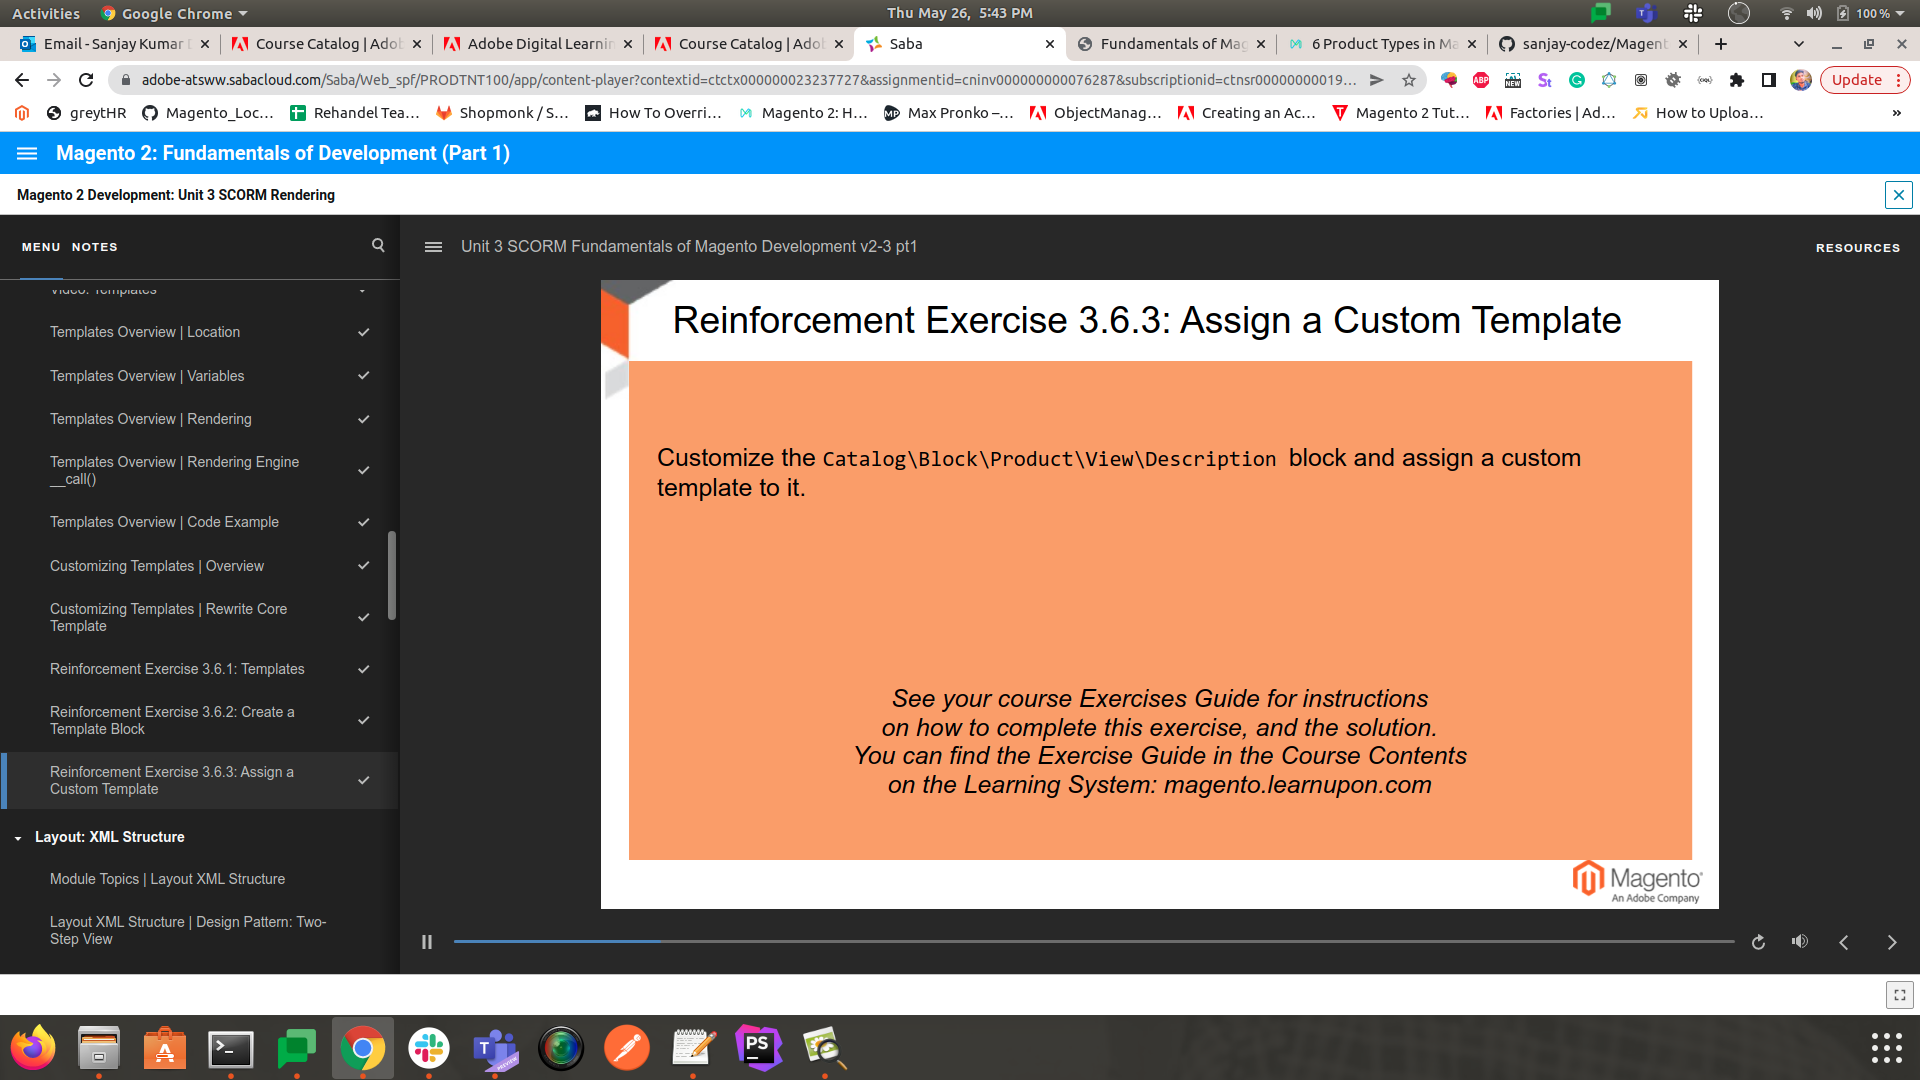 Activities Google Chrome Thu May 26, 5:43 PM 100 %
Email - Sanjay Kumar Course Catalog | Adob Adobe Digital Learnin Course Catalog | Adob Saba Fundamentals of Mag 6 Product Types in Ma sanjay-codez/Magent
adobe-atsww.sabacloud.com/Saba/Web_spf/PRODTNT100/app/content-player?contextid=ctctx000000023237727&assignmentid=cninv000000000076287&subscriptionid=ctnsr00000000019... ABP NEW St Update
greytHR Magento_Loc... Rehandel Tea... Shopmonk / S... How To Overri... Magento 2: H... Max Pronko –... ObjectManag... Creating an Ac... Magento 2 Tut... Factories | Ad... How to Uploa... »
Magento 2: Fundamentals of Development (Part 1)
Magento 2 Development: Unit 3 SCORM Rendering
MENU NOTES
Unit 3 SCORM Fundamentals of Magento Development v2-3 pt1
RESOURCES
Video: Templates
Templates Overview | Location
Templates Overview | Variables
Templates Overview | Rendering
Templates Overview | Rendering Engine
__call()
Templates Overview | Code Example
Customizing Templates | Overview
Customizing Templates | Rewrite Core
Template
Reinforcement Exercise 3.6.1: Templates
Reinforcement Exercise 3.6.2: Create a
Template Block
Reinforcement Exercise 3.6.3: Assign a
Custom Template
Layout: XML Structure
Module Topics | Layout XML Structure
Layout XML Structure | Design Pattern: Two-
Step View
Reinforcement Exercise 3.6.3: Assign a Custom Template
Customize the Catalog\Block\Product\View\Description block and assign a custom
template to it.
See your course Exercises Guide for instructions
on how to complete this exercise, and the solution.
You can find the Exercise Guide in the Course Contents
on the Learning System: magento.learnupon.com
Magento
An Adobe Company
PS